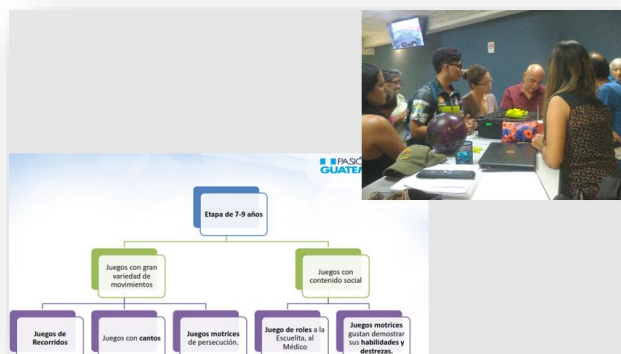 PASIÓ
GUATEM
Etapa de 7-9 años
Juegos con gran
variedad de
movimientos
Juegos con
contenido social
Juegos de
Recorridos
Juegos con cantos
Juegos motrices
de persecución.
Juego de roles a la
Escuelita, al
Médico
Juegos motrices
gustan demostrar
sus habilidades y
destrezas.